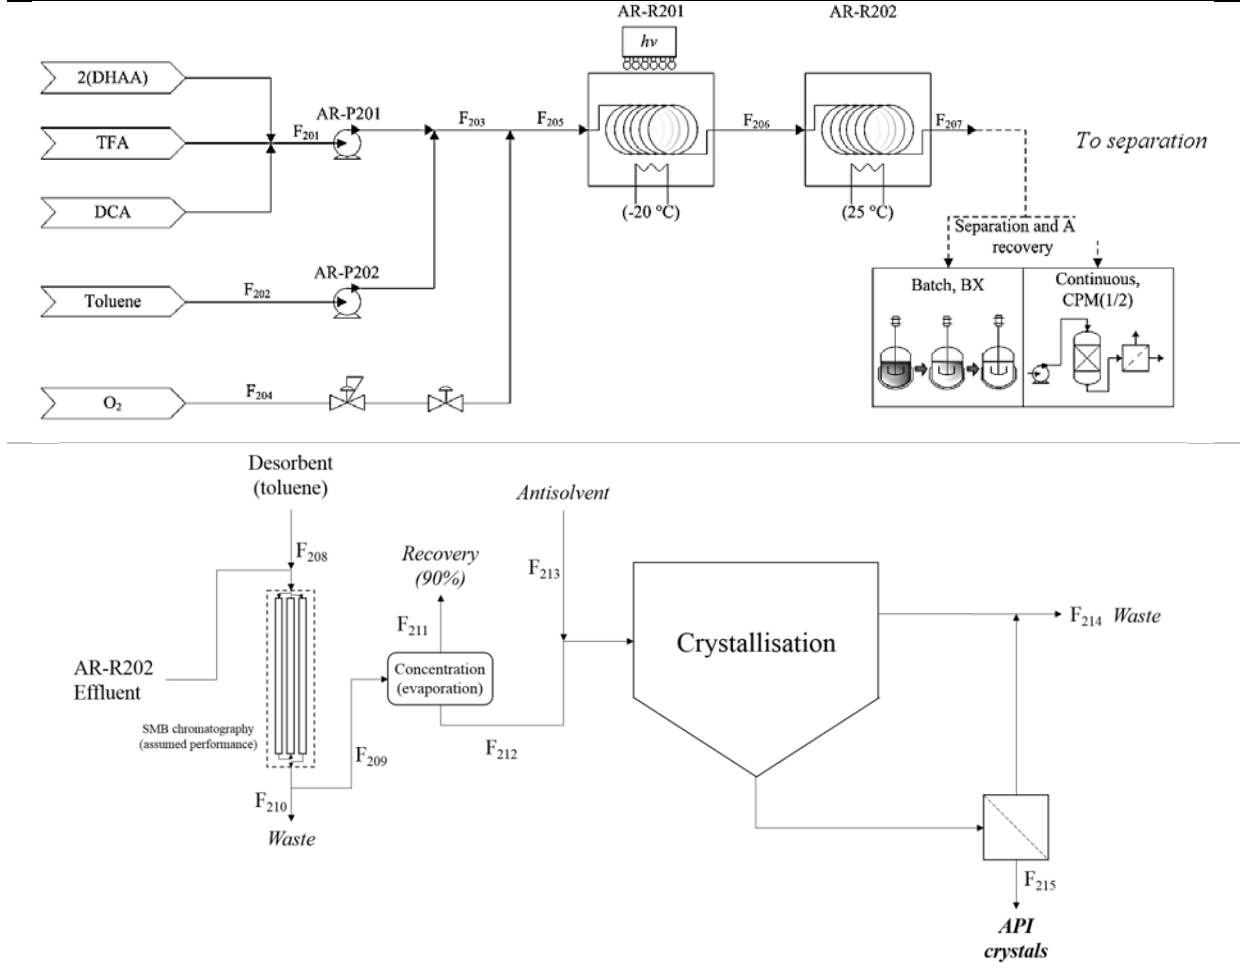 AR-R201
AR-R202
hν
2(DHAA)
TFA
DCA
Toluene
O₂
F₂₀₁
AR-P201
F₂₀₃
F₂₀₅
F₂₀₆
F₂₀₇
To separation
(-20 °C)
(25 °C)
AR-P202
F₂₀₂
F₂₀₄
Separation and A
recovery
Batch, BX
Continuous,
CPM(1/2)
Desorbent
(toluene)
F₂₀₈
AR-R202
Effluent
SMB chromatography
(assumed performance)
F₂₀₉
F₂₁₀
Waste
Recovery
(90%)
F₂₁₁
Concentration
(evaporation)
F₂₁₂
Antisolvent
F₂₁₃
Crystallisation
F₂₁₄ Waste
F₂₁₅
API
crystals